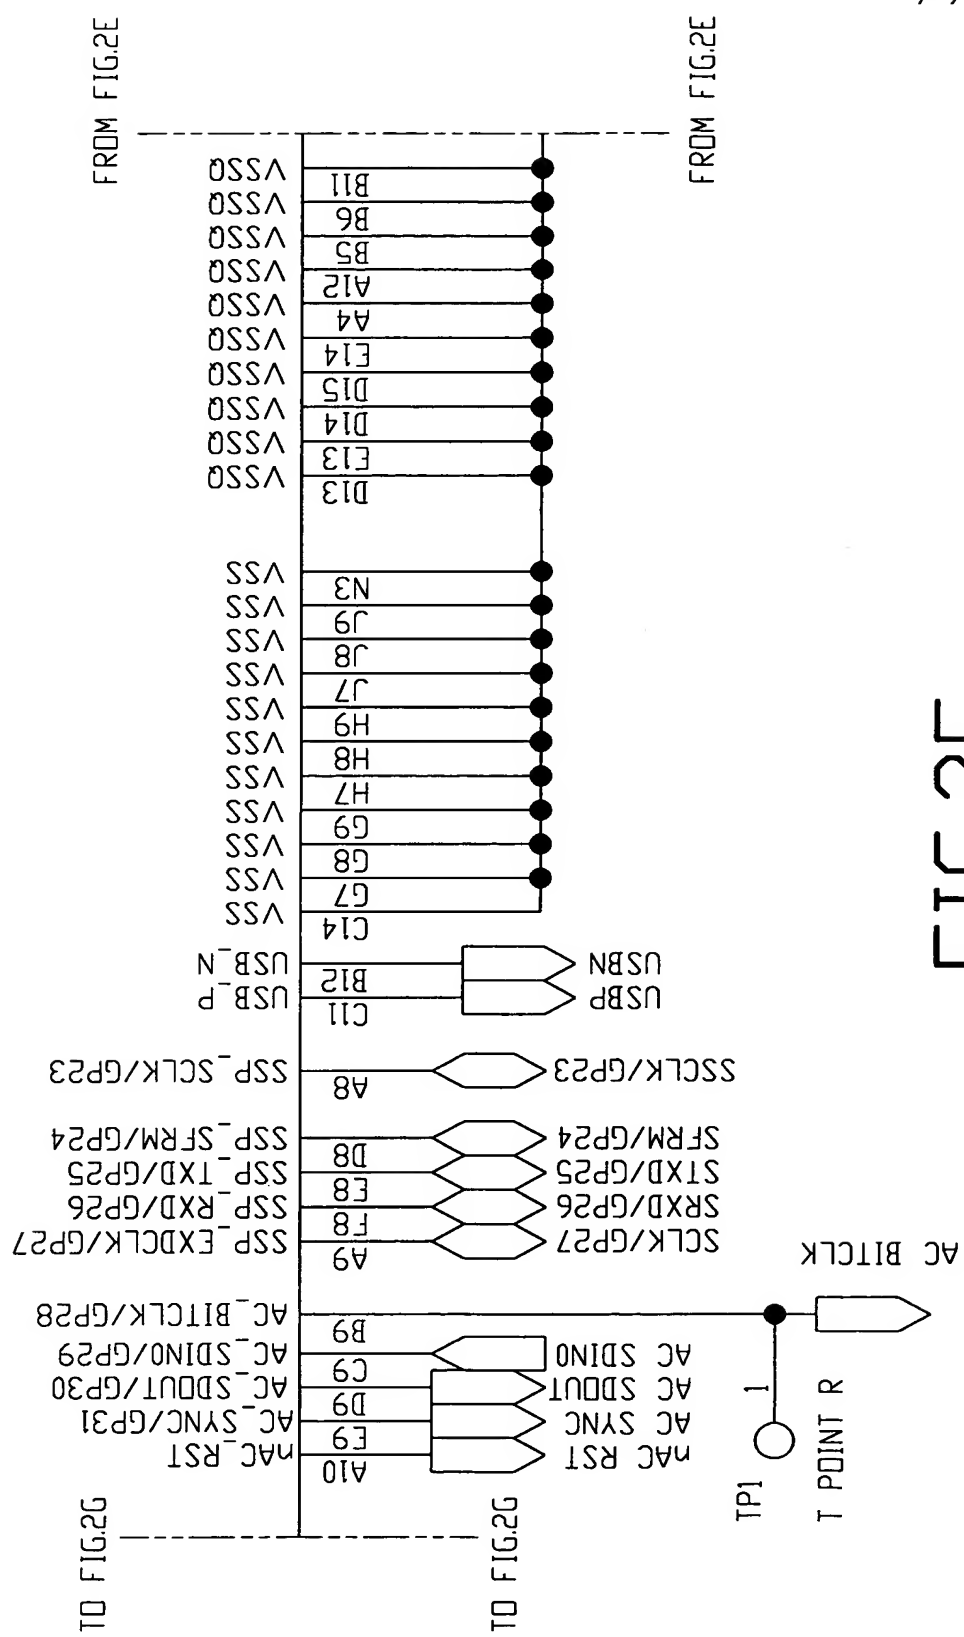 FROM FIG.2E
FROM FIG.2E
VSSQ B11
VSSQ B6
VSSQ B5
VSSQ A12
VSSQ A4
VSSQ E14
VSSQ D15
VSSQ D14
VSSQ E13
VSSQ D13
VSS N3
VSS J9
VSS J8
VSS J7
VSS H9
VSS H8
VSS H7
VSS G9
VSS G8
VSS G7
VSS C14
USB_N B12 USBN
USB_P C11 USBP
SSP_SCLK/GP23 A8 SSCLK/GP23
SSP_SFRM/GP24 D8 SFRM/GP24
SSP_TXD/GP25 E8 STXD/GP25
SSP_RXD/GP26 F8 SRXD/GP26
SSP_EXDCLK/GP27 A9 SCLK/GP27
AC_BITCLK/GP28 B9 AC BITCLK
AC_SDIN0/GP29 C9 AC SDIN0
AC_SDOUT/GP30 D9 AC SDOUT
AC_SYNC/GP31 E9 AC SYNC
nAC_RST A10 nAC RST
1
TP1
T POINT R
TO FIG.2G
TO FIG.2G